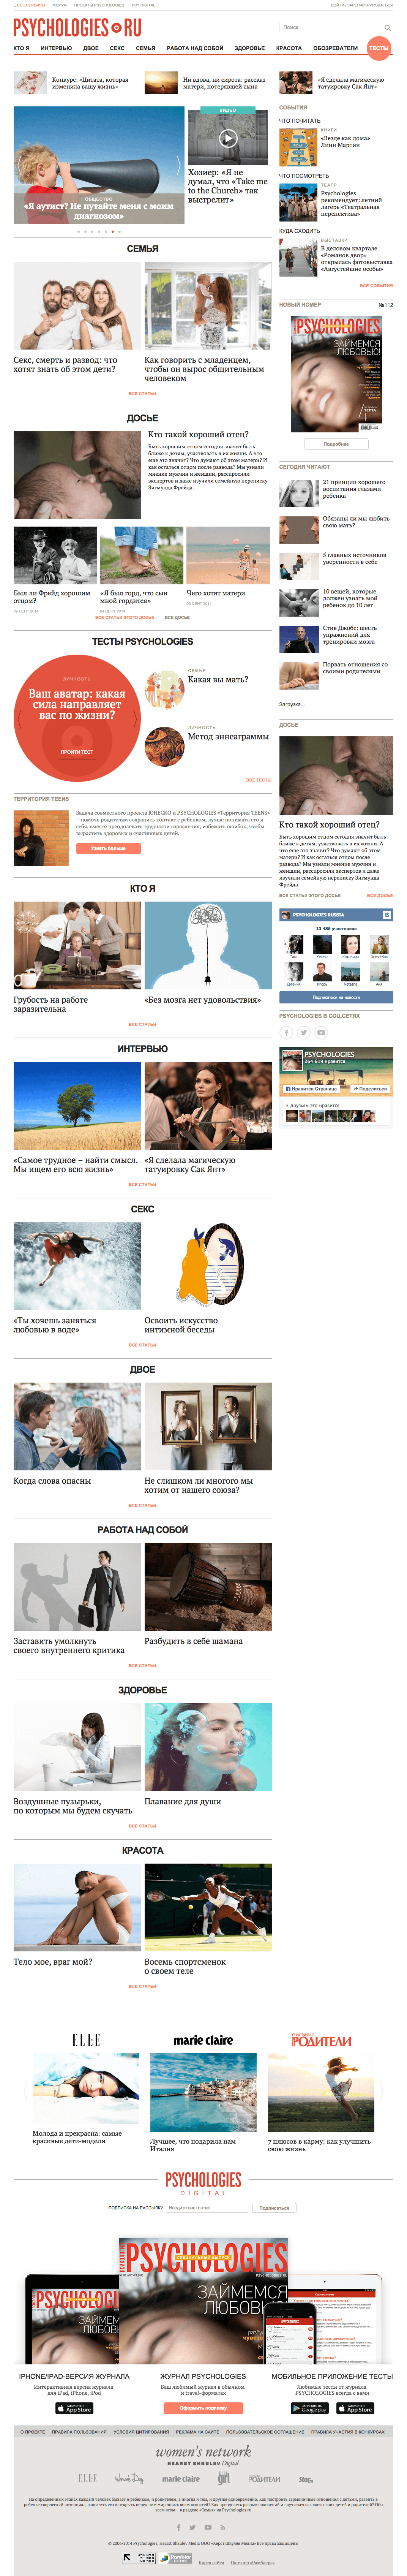 ВСЕ СЕРВИСЫ ФОРУМ ПРОЕКТЫ PSYCHOLOGIES PSY DIGITAL
ВОЙТИ / ЗАРЕГИСТРИРОВАТЬСЯ
PSYCHOLOGIES RU
Поиск
КТО Я ИНТЕРВЬЮ ДВОЕ СЕКС СЕМЬЯ РАБОТА НАД СОБОЙ ЗДОРОВЬЕ КРАСОТА ОБОЗРЕВАТЕЛИ ТЕСТЫ
Конкурс: «Цитата, которая
изменила вашу жизнь»
Ни вдова, ни сирота: рассказ
матери, потерявшей сына
«Я сделала магическую
татуировку Сак Янт»
ОБЩЕСТВО
«Я аутист? Не путайте меня с моим
диагнозом»
ВИДЕО
Хозиер: «Я не
думал, что «Take me
to the Church» так
выстрелит»
СОБЫТИЯ
ЧТО ПОЧИТАТЬ
КНИГИ
«Везде как дома»
Линн Мартин
ЧТО ПОСМОТРЕТЬ
ТЕАТР
Psychologies
рекомендует: летний
лагерь «Театральная
перспектива»
КУДА СХОДИТЬ
ВЫСТАВКИ
В деловом квартале
«Романов двор»
открылась фотовыставка
«Августейшие особы»
ВСЕ СОБЫТИЯ
СЕМЬЯ
Секс, смерть и развод: что
хотят знать об этом дети?
Как говорить с младенцем,
чтобы он вырос общительным
человеком
ВСЕ СТАТЬИ
НОВЫЙ НОМЕР №112
PSYCHOLOGIES
ЗАЙМЕМСЯ
ЛЮБОВЬЮ!
Подробнее
ДОСЬЕ
Кто такой хороший отец?
Быть хорошим отцом сегодня значит быть
ближе к детям, участвовать в их жизни. А что
еще это значит? Что думают об этом матери? И
как остаться отцом после развода? Мы узнали
мнение мужчин и женщин, расспросили
экспертов и даже изучили семейную переписку
Зигмунда Фрейда.
Был ли Фрейд хорошим
отцом?
«Я был горд, что сын
мной гордится»
Чего хотят матери
ВСЕ СТАТЬИ ЭТОГО ДОСЬЕ ВСЕ ДОСЬЕ
СЕГОДНЯ ЧИТАЮТ
21 принцип хорошего
воспитания глазами
ребенка
Обязаны ли мы любить
свою мать?
5 главных источников
уверенности в себе
10 вещей, которые
должен узнать мой
ребенок до 10 лет
Стив Джобс: шесть
упражнений для
тренировки мозга
Порвать отношения со
своими родителями
Загрузка...
ТЕСТЫ PSYCHOLOGIES
ЛИЧНОСТЬ
Ваш аватар: какая
сила направляет
вас по жизни?
ПРОЙТИ ТЕСТ
СЕМЬЯ
Какая вы мать?
ЛИЧНОСТЬ
Метод эннеаграммы
ВСЕ ТЕСТЫ
ДОСЬЕ
Кто такой хороший отец?
Быть хорошим отцом сегодня значит быть
ближе к детям, участвовать в их жизни. А
что еще это значит? Что думают об этом
матери? И как остаться отцом после
развода? Мы узнали мнение мужчин и
женщин, расспросили экспертов и даже
изучили семейную переписку Зигмунда
Фрейда.
ВСЕ СТАТЬИ ЭТОГО ДОСЬЕ ВСЕ ДОСЬЕ
ТЕРРИТОРИЯ TEENS
Задача совместного проекта ЮНЕСКО и PSYCHOLOGIES «Территория TEENS»
– помочь родителям сохранить контакт с ребенком, лучше понимать его и
себя, вместе преодолевать трудности взросления, избежать ошибок, чтобы
вырастить здоровых и счастливых детей.
Узнать больше
PSYCHOLOGIES RUSSIA
13 486 участников
Подписаться на новости
PSYCHOLOGIES В СОЦ.СЕТЯХ
PSYCHOLOGIES
Нравится Страница
Поделиться
КТО Я
Грубость на работе
заразительна
«Без мозга нет удовольствия»
ВСЕ СТАТЬИ
ИНТЕРВЬЮ
«Самое трудное – найти смысл.
Мы ищем его всю жизнь»
«Я сделала магическую
татуировку Сак Янт»
ВСЕ СТАТЬИ
СЕКС
«Ты хочешь заняться
любовью в воде»
Освоить искусство
интимной беседы
ВСЕ СТАТЬИ
ДВОЕ
Когда слова опасны
Не слишком ли многого мы
хотим от нашего союза?
ВСЕ СТАТЬИ
РАБОТА НАД СОБОЙ
Заставить умолкнуть
своего внутреннего критика
Разбудить в себе шамана
ВСЕ СТАТЬИ
ЗДОРОВЬЕ
Воздушные пузырьки,
по которым мы будем скучать
Плавание для души
ВСЕ СТАТЬИ
КРАСОТА
Тело мое, враг мой?
Восемь спортсменок
о своем теле
ВСЕ СТАТЬИ
ELLE
marie claire
РОДИТЕЛИ
Молода и прекрасна: самые
красивые дети-модели
Лучшее, что подарила нам
Италия
7 плюсов в карму: как улучшить
свою жизнь
PSYCHOLOGIES
DIGITAL
ПОДПИСКА НА РАССЫЛКУ Введите ваш e-mail Подписаться
PSYCHOLOGIES
ЗАЙМЕМСЯ
ЛЮБОВЬЮ
IPHONE/IPAD-ВЕРСИЯ ЖУРНАЛА
Интерактивная версия журнала
для iPad, iPhone, iPod
App Store
ЖУРНАЛ PSYCHOLOGIES
Ваш любимый журнал в обычном
и travel-форматах
Оформить подписку
МОБИЛЬНОЕ ПРИЛОЖЕНИЕ ТЕСТЫ
Любимые тесты от журнала
PSYCHOLOGIES всегда с вами
Google play
App Store
О ПРОЕКТЕ ПРАВИЛА ПОЛЬЗОВАНИЯ УСЛОВИЯ ЦИТИРОВАНИЯ РЕКЛАМА НА САЙТЕ ПОЛЬЗОВАТЕЛЬСКОЕ СОГЛАШЕНИЕ ПРАВИЛА УЧАСТИЯ В КОНКУРСАХ
women's network
HEARST SHKULEV Digital
ELLE marie claire girl РОДИТЕЛИ
Карта сайта Партнер «Рамблера»